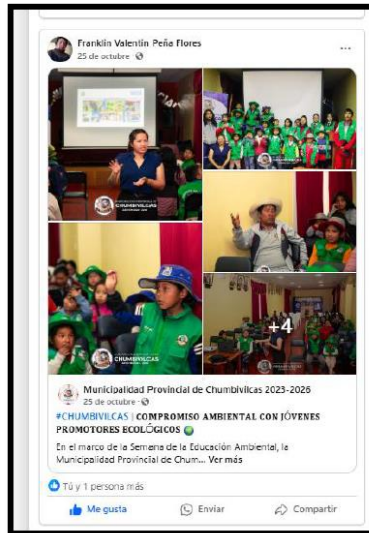 Franklin Valentin Peña Flores
25 de octubre ·
CHUMBIVILCAS
CHUMBIVILCAS
+4
Municipalidad Provincial de Chumbivilcas 2023-2026
25 de octubre ·
#CHUMBIVILCAS | COMPROMISO AMBIENTAL CON JÓVENES
PROMOTORES ECOLÓGICOS
En el marco de la Semana de la Educación Ambiental, la
Municipalidad Provincial de Chum... Ver más
Tú y 1 persona más
Me gusta
Enviar
Compartir